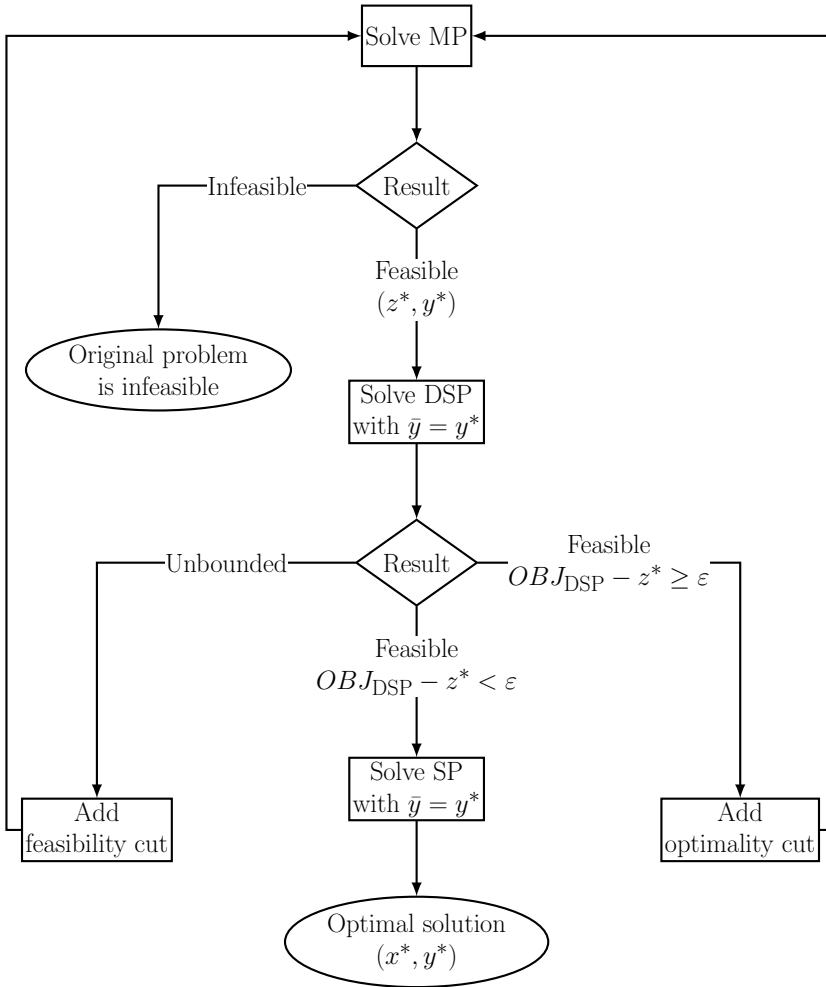 Solve MP
Result
Infeasible
Feasible
(z*, y*)
Original problem
is infeasible
Solve DSP
with ȳ = y*
Result
Unbounded
Feasible
OBJ_DSP − z* ≥ ε
Feasible
OBJ_DSP − z* < ε
Solve SP
with ȳ = y*
Add
feasibility cut
Add
optimality cut
Optimal solution
(x*, y*)